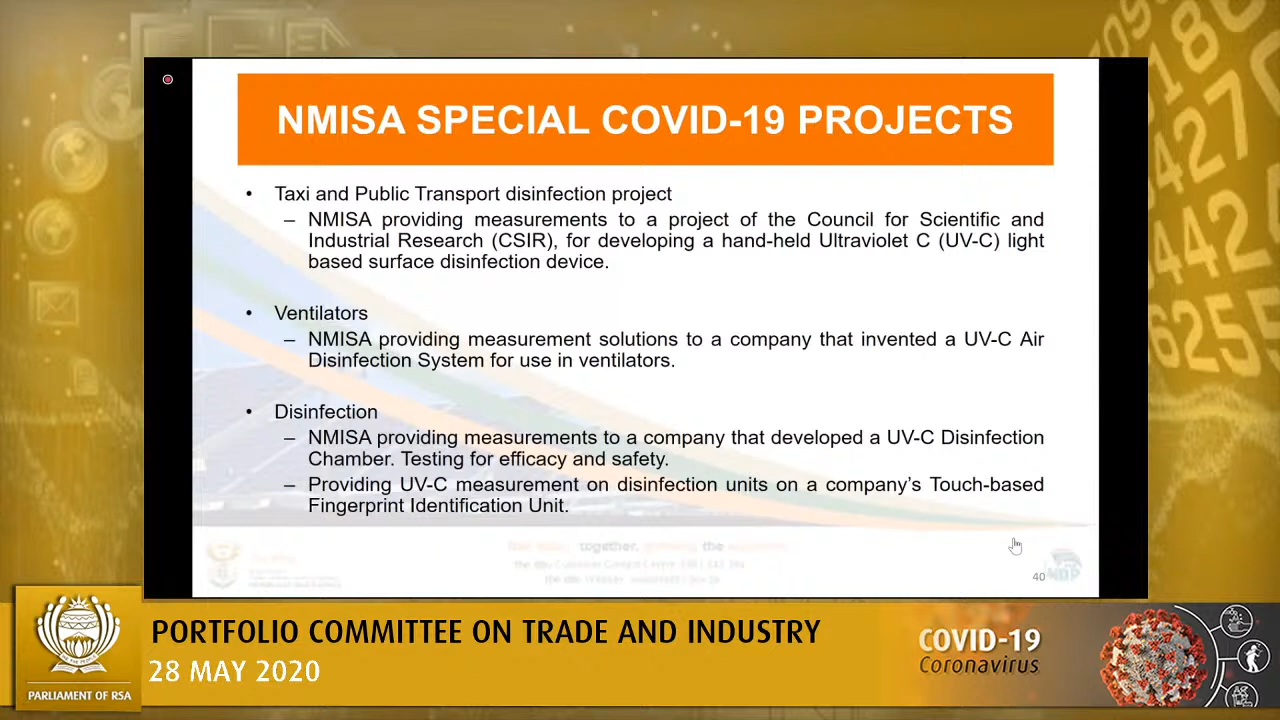 NMISA SPECIAL COVID-19 PROJECTS
• Taxi and Public Transport disinfection project
– NMISA providing measurements to a project of the Council for Scientific and
Industrial Research (CSIR), for developing a hand-held Ultraviolet C (UV-C) light
based surface disinfection device.
• Ventilators
– NMISA providing measurement solutions to a company that invented a UV-C Air
Disinfection System for use in ventilators.
• Disinfection
– NMISA providing measurements to a company that developed a UV-C Disinfection
Chamber. Testing for efficacy and safety.
– Providing UV-C measurement on disinfection units on a company's Touch-based
Fingerprint Identification Unit.
together, the
40
PORTFOLIO COMMITTEE ON TRADE AND INDUSTRY
28 MAY 2020
PARLIAMENT OF RSA
COVID-19
Coronavirus